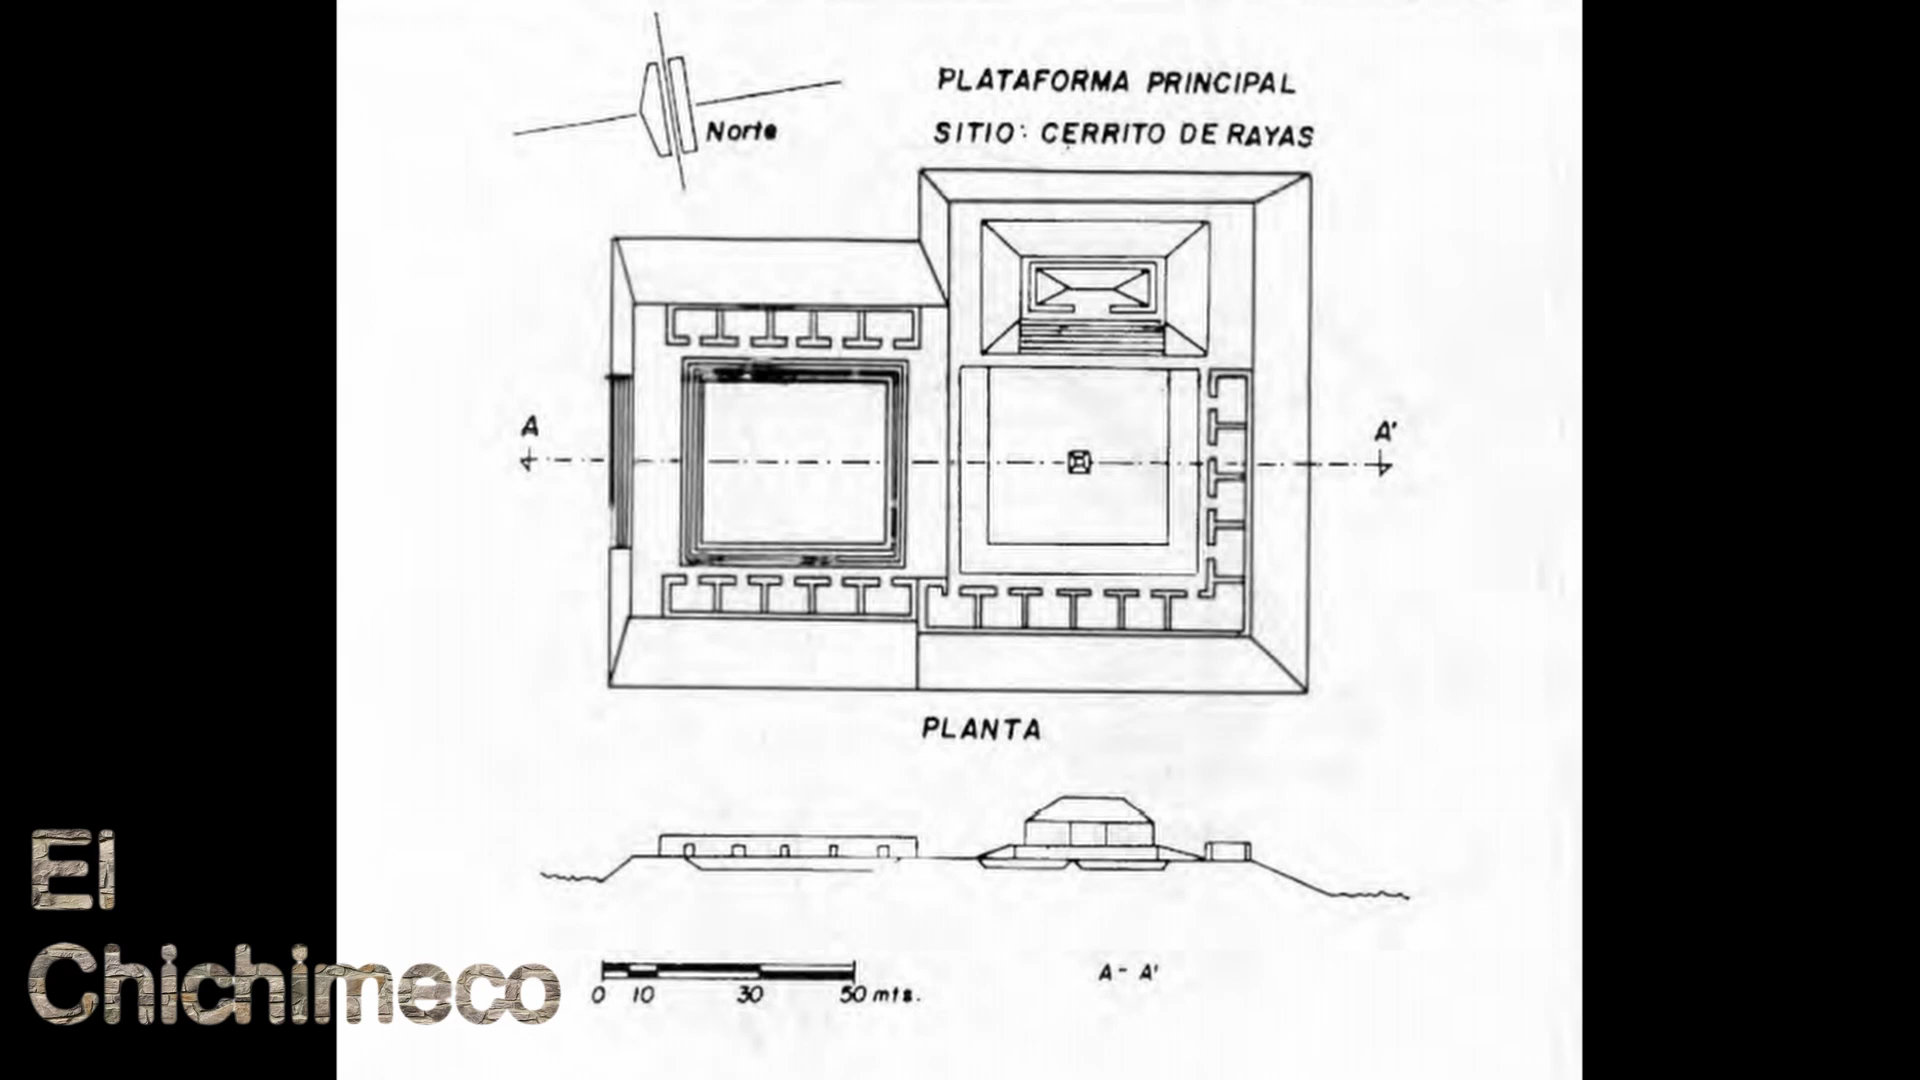 PLATAFORMA PRINCIPAL
SITIO: CERRITO DE RAYAS
Norte
A
A'
PLANTA
0 10 30 50 mts.
A - A'
El
Chichimeco